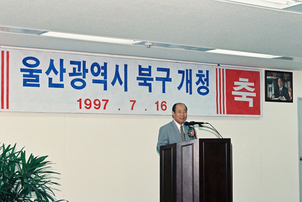 울산광역시 북구 개청 축
1997 . 7 . 16